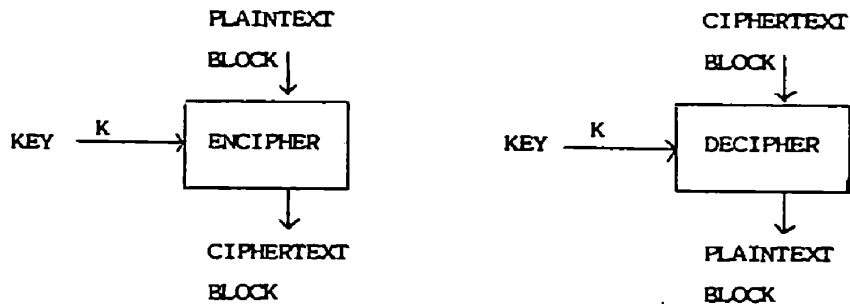 PLAINTEXT
BLOCK
KEY K ENCIPHER
CIPHERTEXT
BLOCK
CIPHERTEXT
BLOCK
KEY K DECIPHER
PLAINTEXT
BLOCK